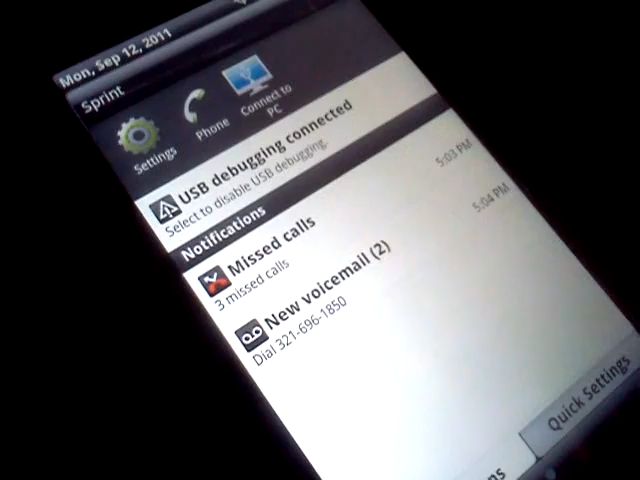 Mon, Sep 12, 2011
Sprint
Settings
Phone
Connect to
PC
USB debugging connected
Select to disable USB debugging.
Notifications
Missed calls
5:03 PM
3 missed calls
New voicemail (2)
5:04 PM
Dial 321-696-1850
ns
Quick Settings